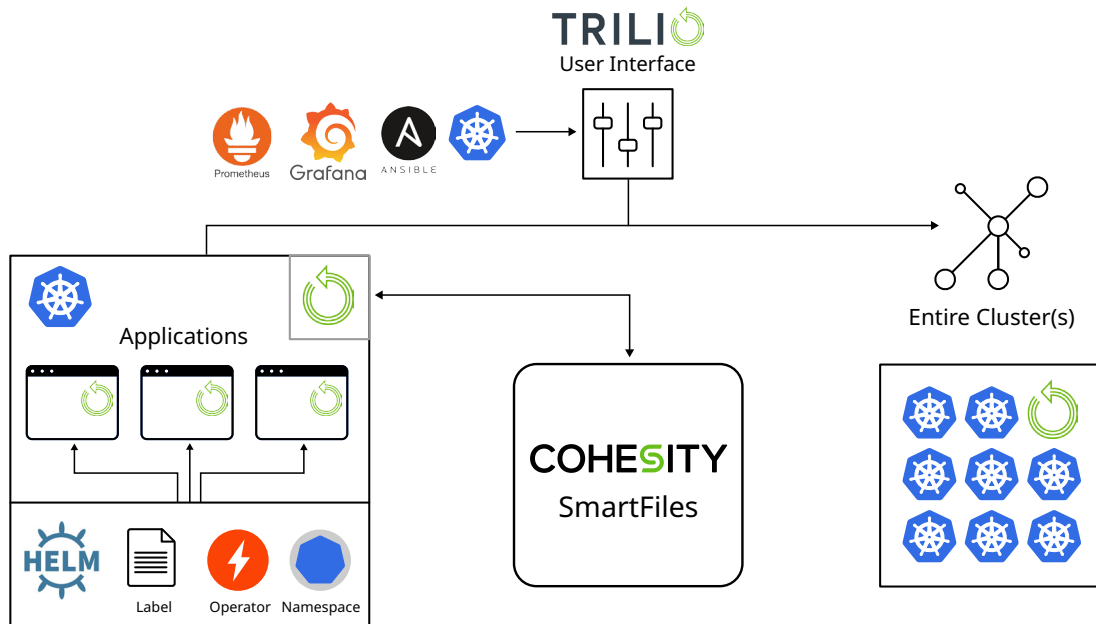 TRILIO
User Interface
Prometheus
Grafana
ANSIBLE
Entire Cluster(s)
Applications
COHESITY
SmartFiles
HELM
Label
Operator
Namespace